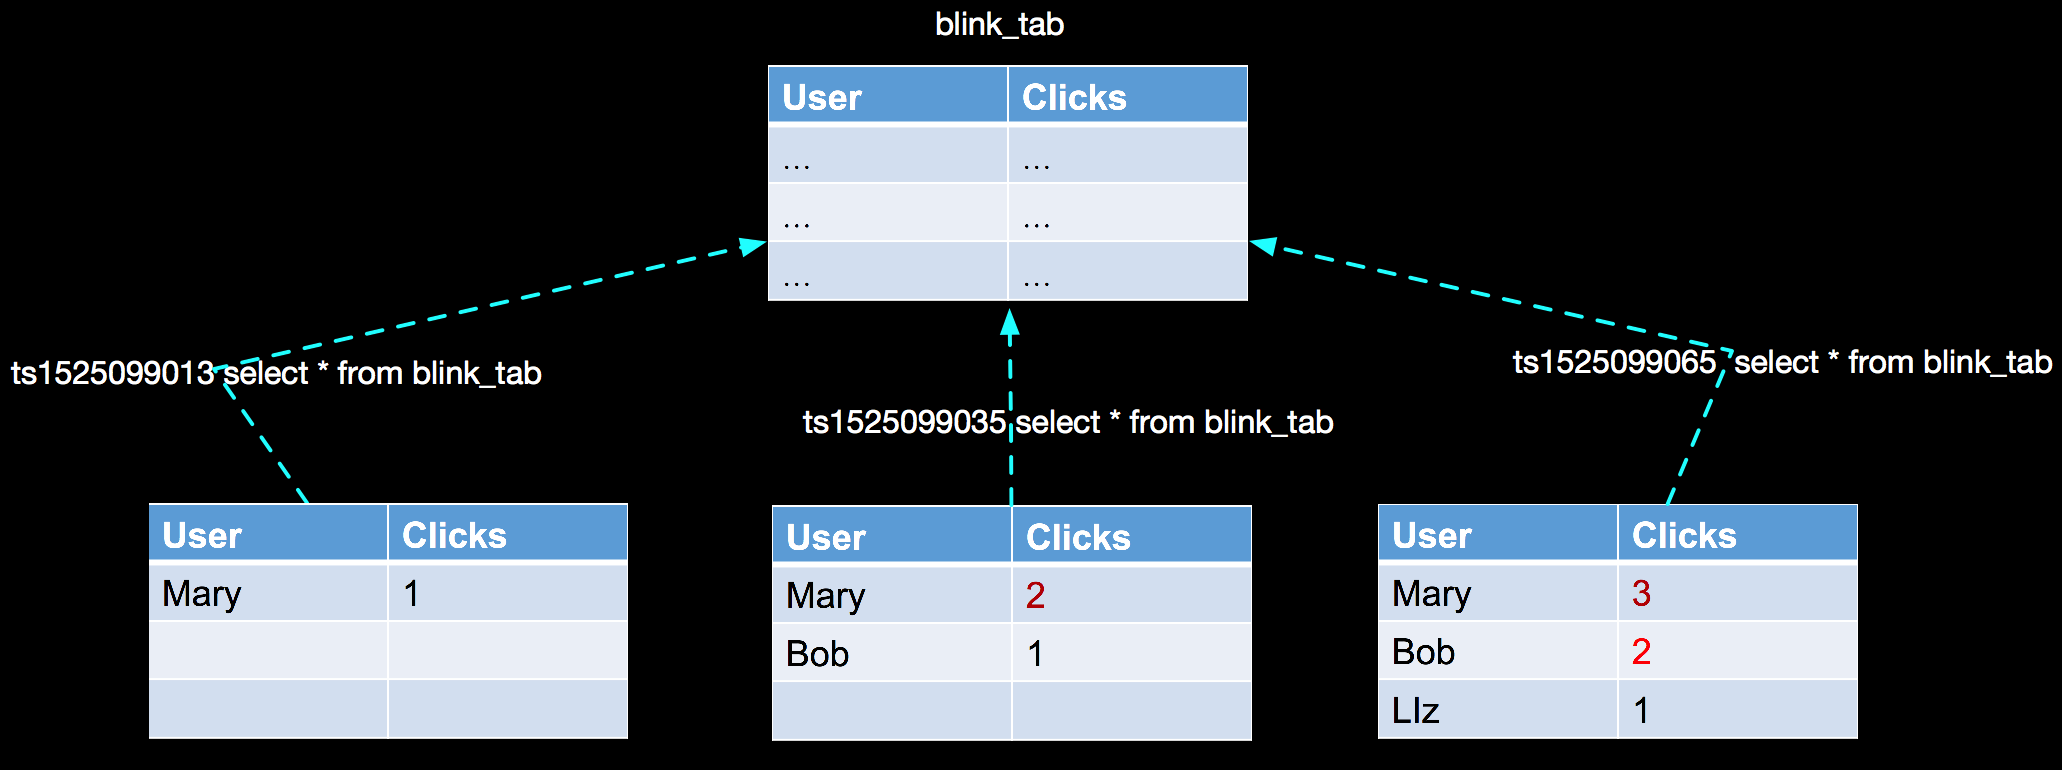 blink_tab
User Clicks
... ...
... ...
... ...
ts1525099013 select * from blink_tab
ts1525099035 select * from blink_tab
ts1525099065 select * from blink_tab
User Clicks
Mary 1
User Clicks
Mary 2
Bob 1
User Clicks
Mary 3
Bob 2
LIz 1